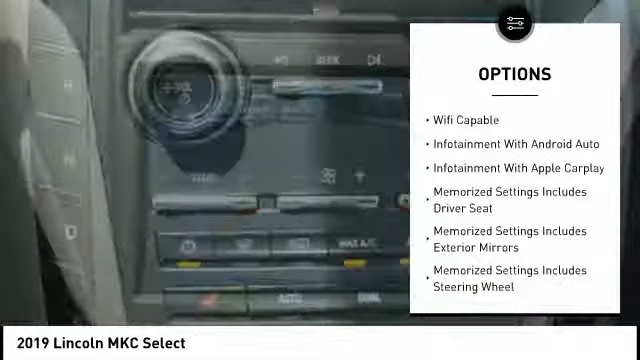 OPTIONS
Wifi Capable
Infotainment With Android Auto
Infotainment With Apple Carplay
Memorized Settings Includes
Driver Seat
Memorized Settings Includes
Exterior Mirrors
Memorized Settings Includes
Steering Wheel
VOL
SEEK
R
N
D
MAX A/C
AUTO
DUAL
2019 Lincoln MKC Select